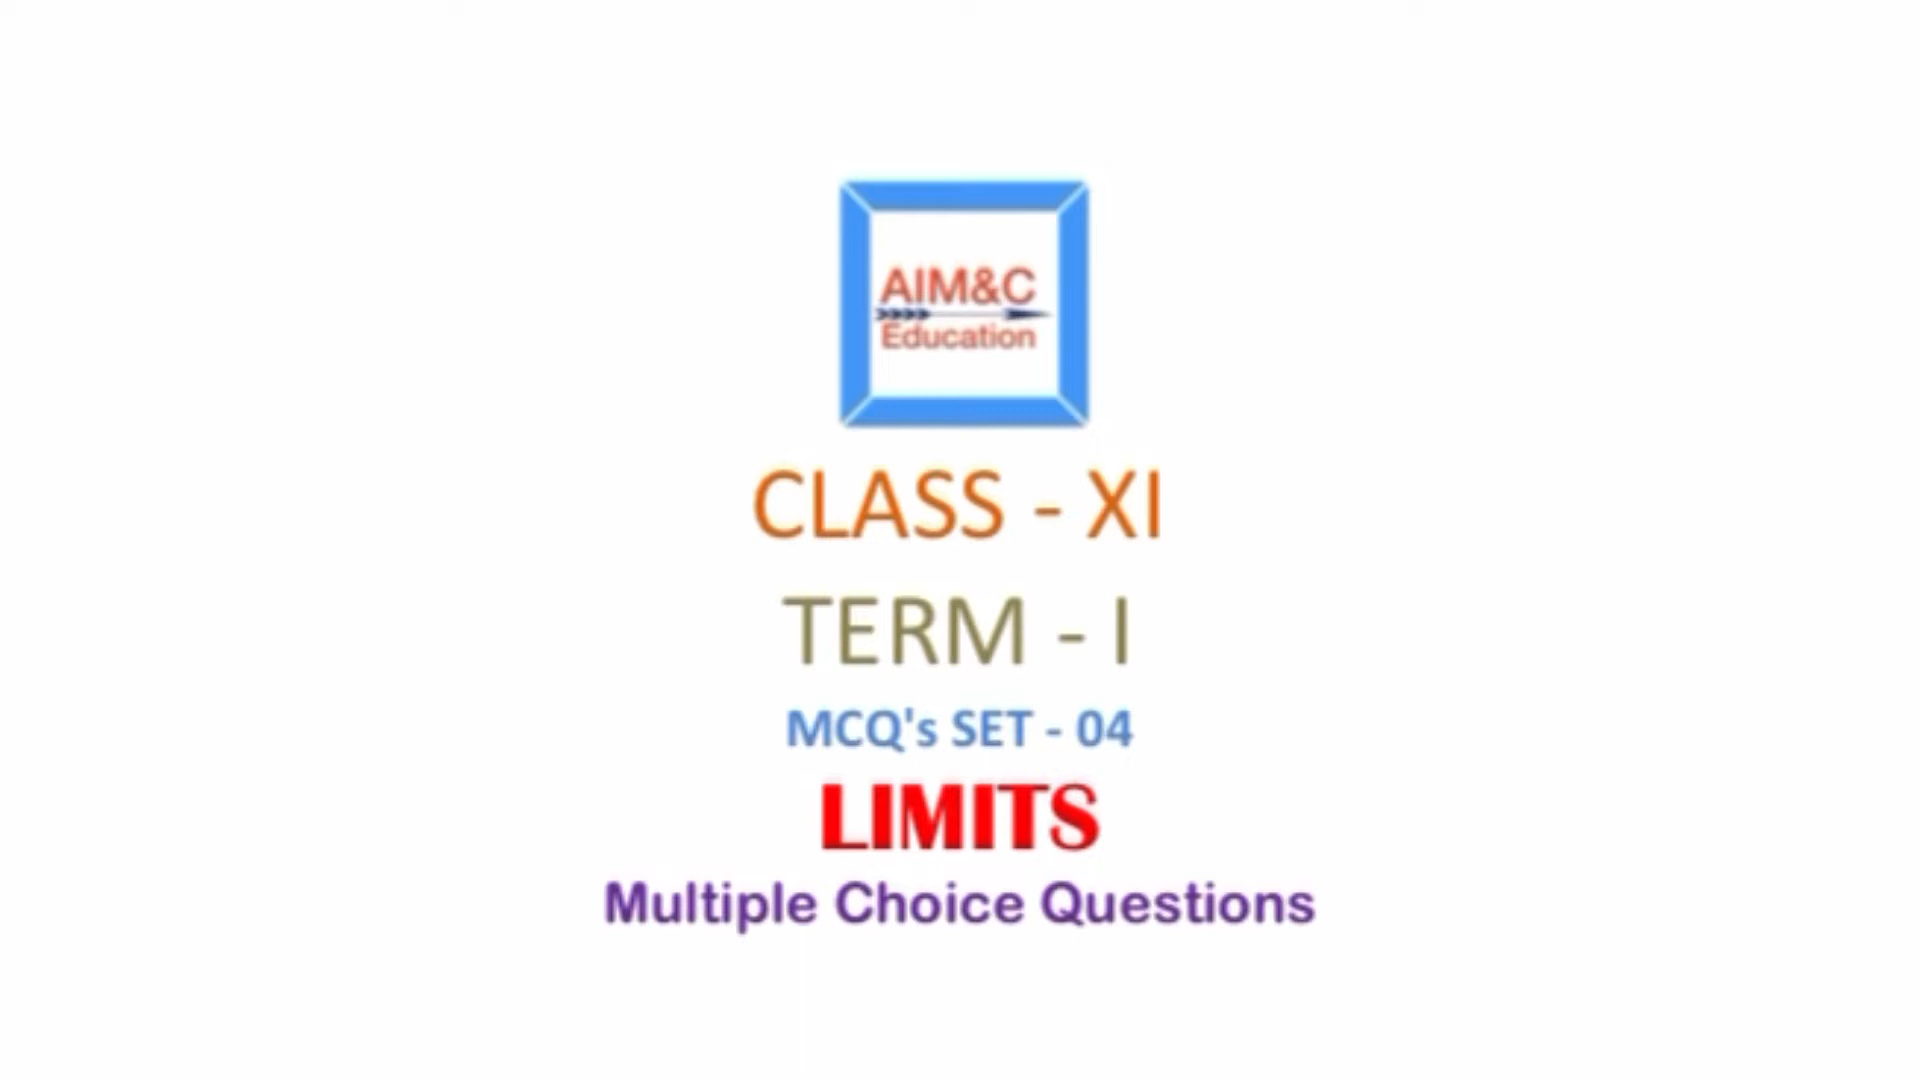 AIM&C
Education
CLASS - XI
TERM - I
MCQ's SET - 04
LIMITS
Multiple Choice Questions